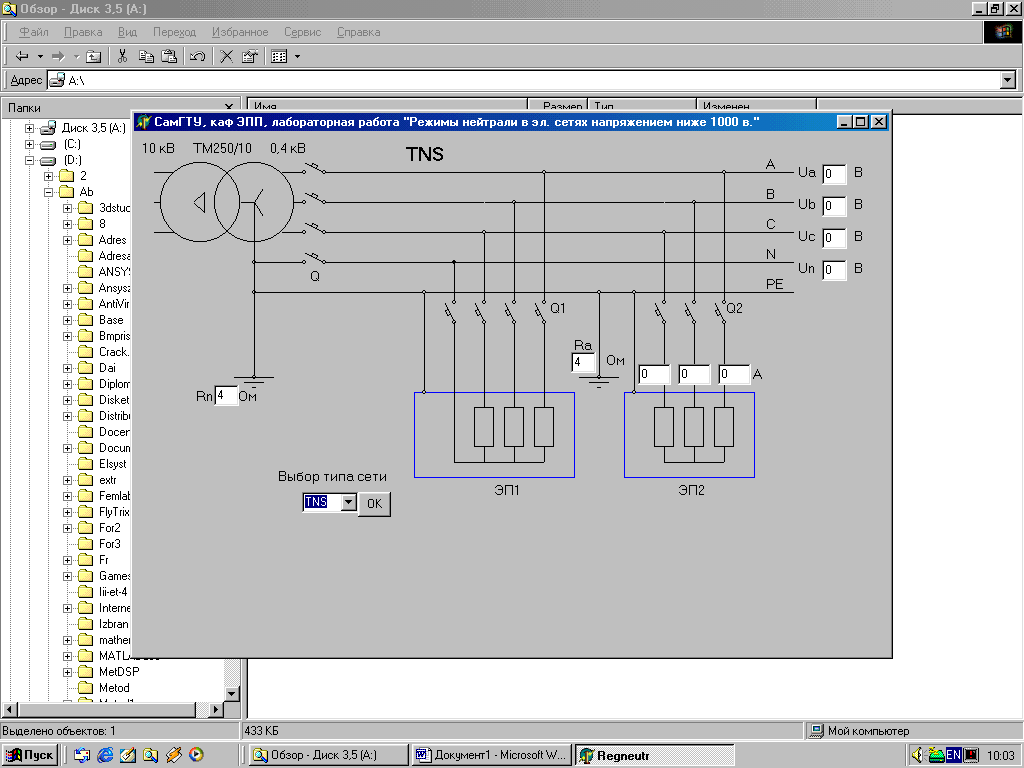 Обзор - Диск 3,5 (A:)
Файл Правка Вид Переход Избранное Сервис Справка
Адрес A:\
Папки x Имя Размер Тип Изменен
СамГТУ, каф ЭПП, лабораторная работа "Режимы нейтрали в эл. сетях напряжением ниже 1000 в."
10 кВ ТМ250/10 0,4 кВ TNS
A Ua 0 В
B Ub 0 В
C Uc 0 В
N Un 0 В
Q
PE
Q1 Q2
Ra
4 Ом
0 0 0 A
Rn 4 Ом
Выбор типа сети
TNS OK
ЭП1 ЭП2
Диск 3,5 (A:)
(C:)
(D:)
2
Ab
3dstuc
8
Adres
Adresa
ANSY
Ansys
AntiVir
Base
Bmpris
Crack.
Dai
Diplom
Disket
Distribu
Docer
Docum
Elsyst
extr
Femlab
FlyTrix
For2
For3
Fr
Games
Iii-et-4
Interne
Izbran
mather
MetDSP
Metod
Выделено объектов: 1 433 КБ Мой компьютер
Пуск Обзор - Диск 3,5 (A:) Документ1 - Microsoft W... Regneutr EN 10:03